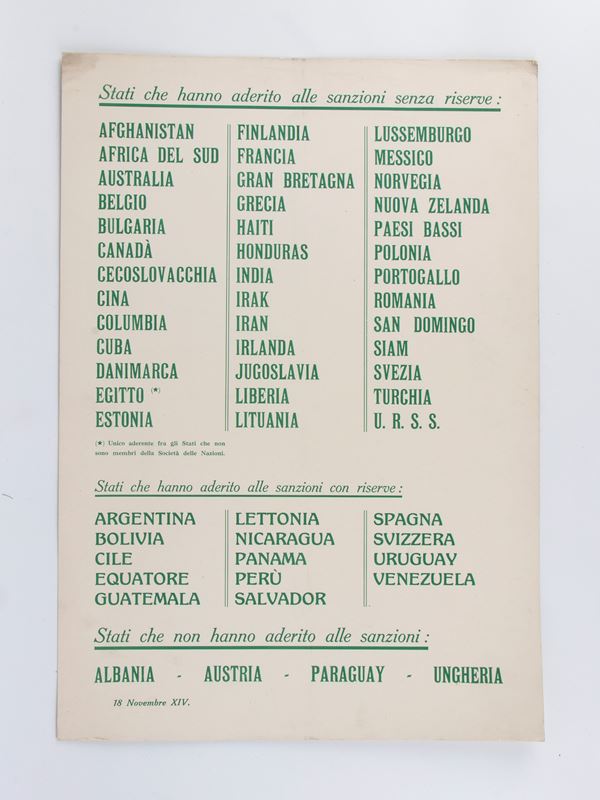 Stati che hanno aderito alle sanzioni senza riserve :
AFGHANISTAN
AFRICA DEL SUD
AUSTRALIA
BELGIO
BULGARIA
CANADÀ
CECOSLOVACCHIA
CINA
COLUMBIA
CUBA
DANIMARCA
EGITTO (★)
ESTONIA
FINLANDIA
FRANCIA
GRAN BRETAGNA
GRECIA
HAITI
HONDURAS
INDIA
IRAK
IRAN
IRLANDA
JUGOSLAVIA
LIBERIA
LITUANIA
LUSSEMBURGO
MESSICO
NORVEGIA
NUOVA ZELANDA
PAESI BASSI
POLONIA
PORTOGALLO
ROMANIA
SAN DOMINGO
SIAM
SVEZIA
TURCHIA
U. R. S. S.
(★) Unico aderente fra gli Stati che non
sono membri della Società delle Nazioni.
Stati che hanno aderito alle sanzioni con riserve :
ARGENTINA
BOLIVIA
CILE
EQUATORE
GUATEMALA
LETTONIA
NICARAGUA
PANAMA
PERÙ
SALVADOR
SPAGNA
SVIZZERA
URUGUAY
VENEZUELA
Stati che non hanno aderito alle sanzioni :
ALBANIA - AUSTRIA - PARAGUAY - UNGHERIA
18 Novembre XIV.